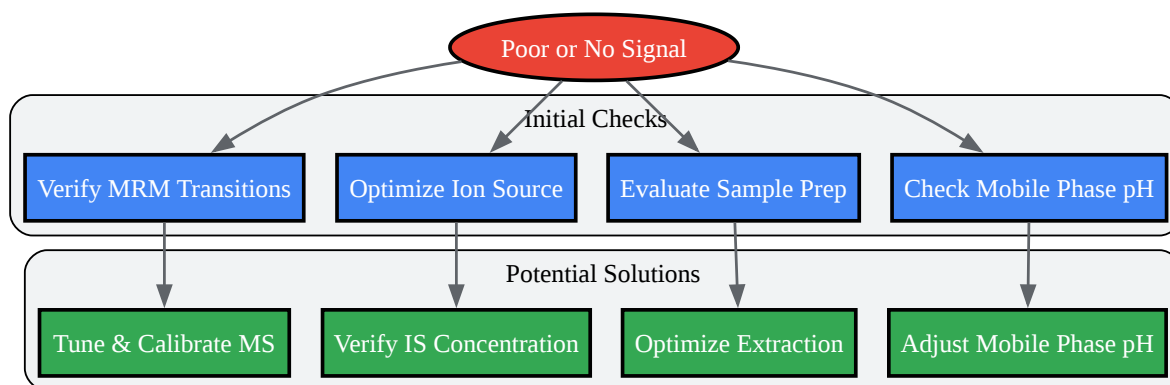 Poor or No Signal
Initial Checks
Verify MRM Transitions
Optimize Ion Source
Evaluate Sample Prep
Check Mobile Phase pH
Potential Solutions
Tune & Calibrate MS
Verify IS Concentration
Optimize Extraction
Adjust Mobile Phase pH